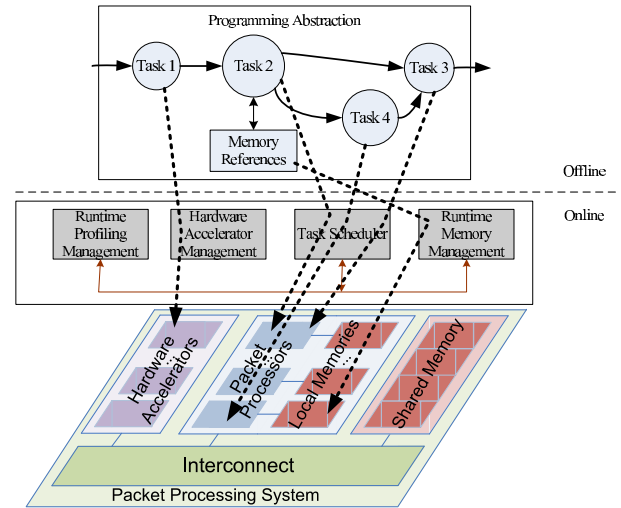 Programming Abstraction
Task 1
Task 2
Task 3
Task 4
Memory
References
Offline
Online
Runtime
Profiling
Management
Hardware
Accelerator
Management
Task Scheduler
Runtime
Memory
Management
Hardware
...
Accelerators
Packet
...
Processors
Local Memories
...
Shared Memory
Interconnect
Packet Processing System